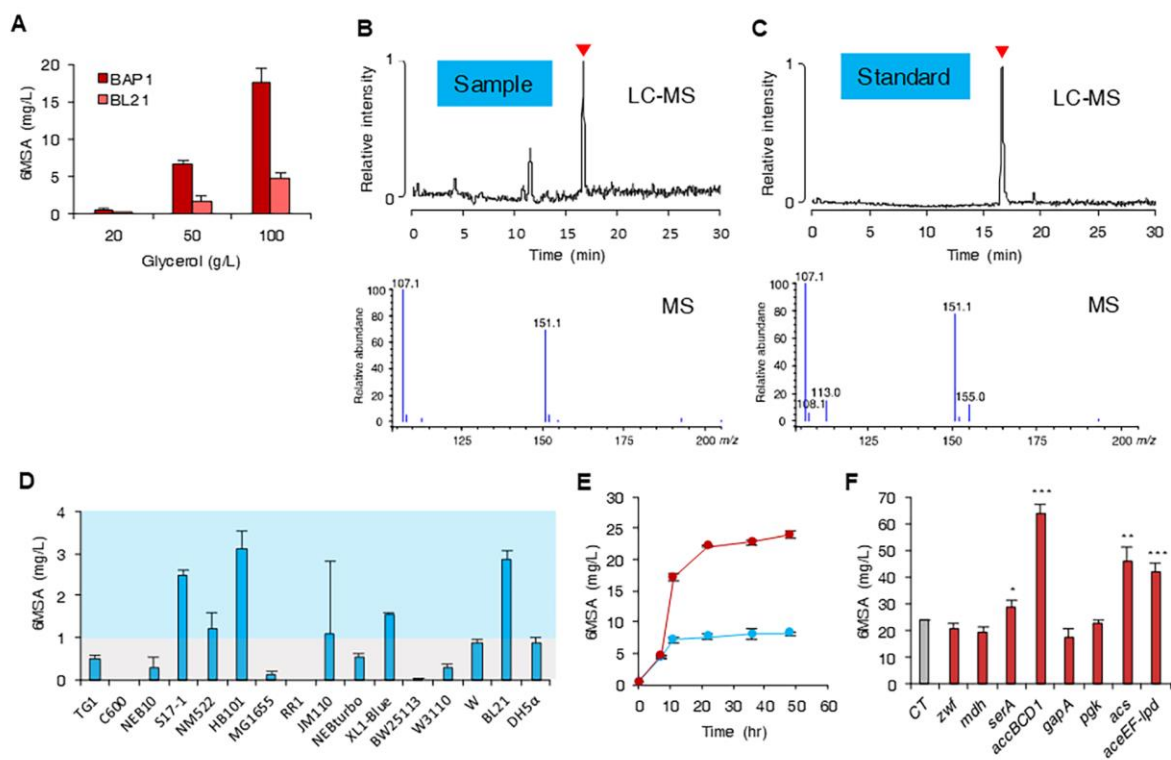 A
20
15
10
5
0
6MSA (mg/L)
BAP1
BL21
20 50 100
Glycerol (g/L)
B
1
0
Relative intensity
Sample
LC-MS
0 5 10 15 20 25 30
Time (min)
107.1
151.1
MS
100
80
60
40
20
0
Relative abundane
125 150 175 200 m/z
C
1
0
Relative intensity
Standard
LC-MS
0 5 10 15 20 25 30
Time (min)
107.1
151.1
113.0
108.1
155.0
MS
100
80
60
40
20
0
Relative abundance
125 150 175 200 m/z
D
4
3
2
1
0
6MSA (mg/L)
TG1 C600 NEB10 S17-1 NM522 HB101 MG1655 RR1 JM110 NEBturbo XL1-Blue BW25113 W3110 W BL21 DH5α
E
30
25
20
15
10
5
0
6MSA (mg/L)
0 10 20 30 40 50 60
Time (hr)
F
70
60
50
40
30
20
10
0
6MSA (mg/L)
* *** ** ***
CT zwf mdh serA accBCD1 gapA pgk acs aceEF-lpd